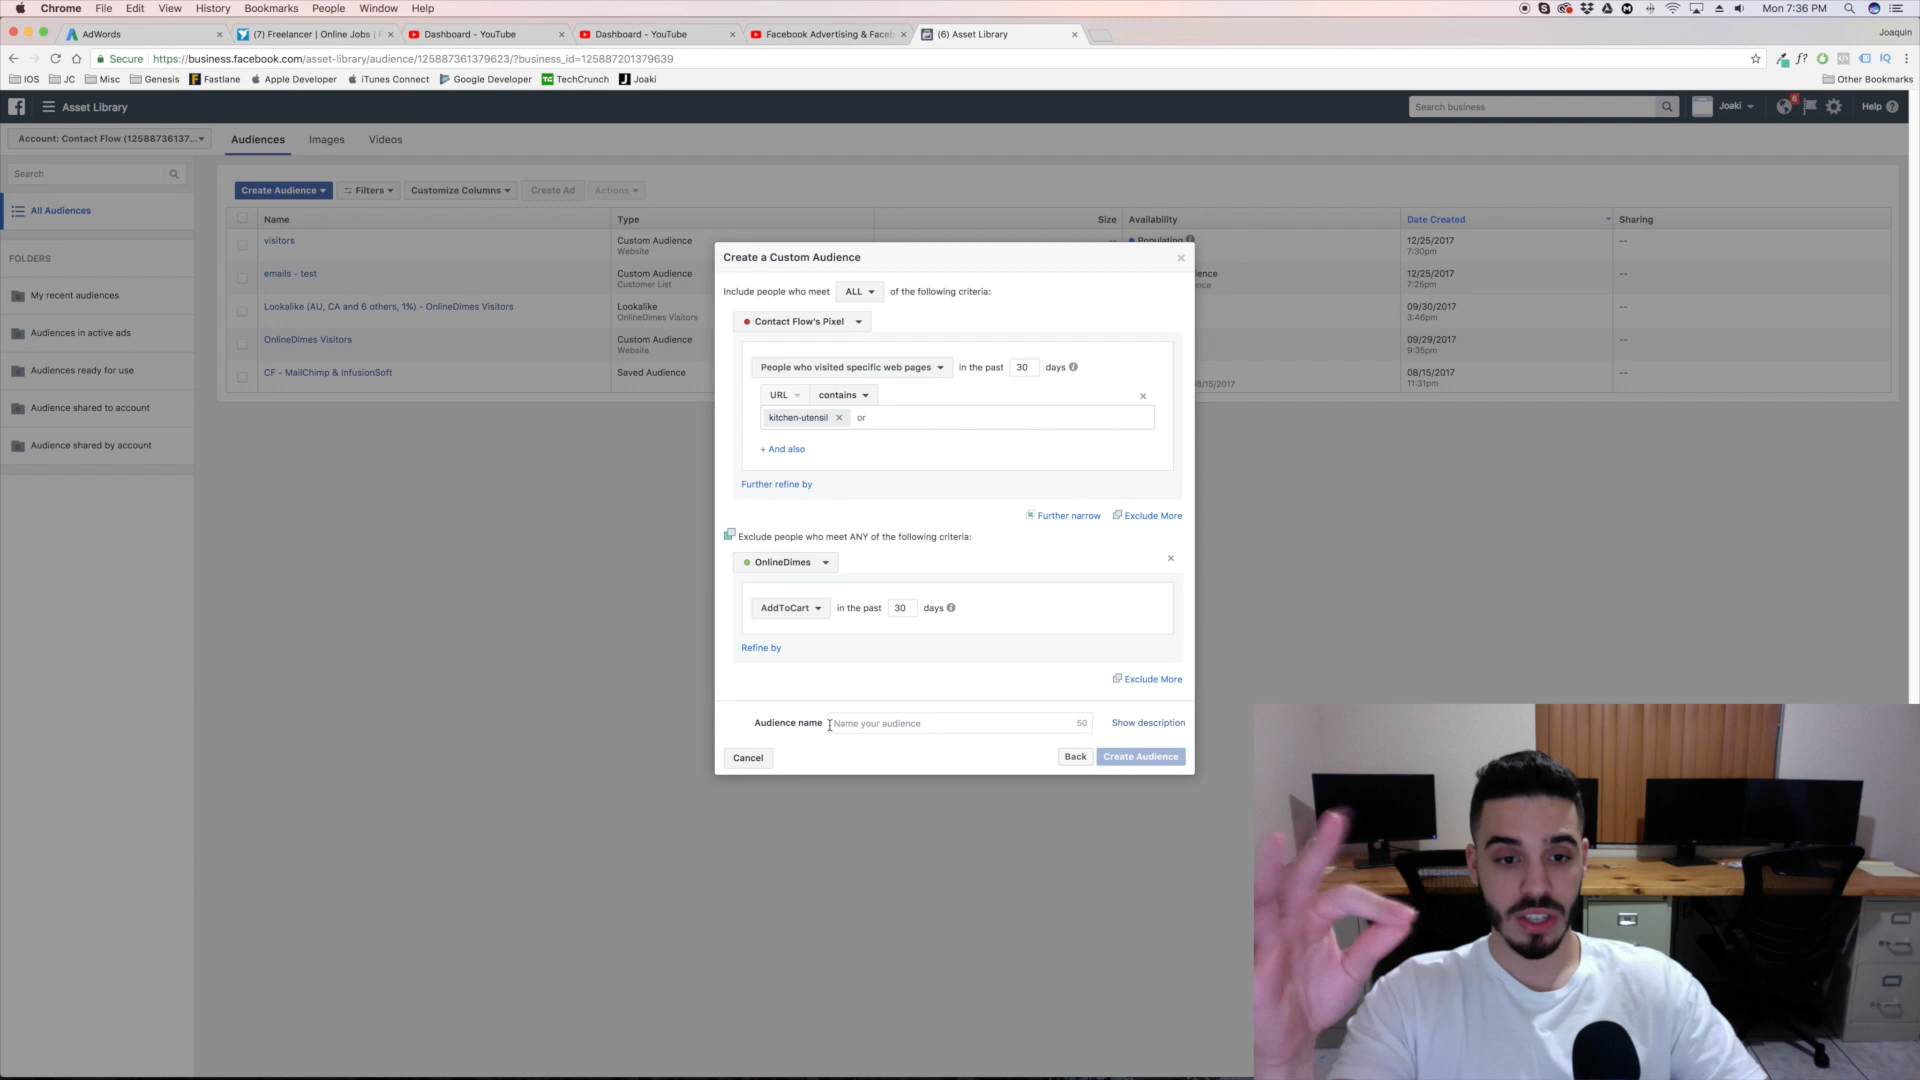 Chrome File Edit View History Bookmarks People Window Help Mon 7:36 PM
AdWords (7) Freelancer | Online Jobs | Dashboard - YouTube Dashboard - YouTube Facebook Advertising & Faceb (6) Asset Library Joaquin
Secure https://business.facebook.com/asset-library/audience/125887361379623/?business_id=125887201379639
IOS JC Misc Genesis Fastlane Apple Developer iTunes Connect Google Developer TechCrunch Joaki Other Bookmarks
Asset Library Search business Joaki 6 Help
Account: Contact Flow (12588736137... Audiences Images Videos
Search
Create Audience Filters Customize Columns Create Ad Actions
All Audiences
Name Type Size Availability Date Created Sharing
visitors Custom Audience -- Populating 12/25/2017 --
Website 7:30pm
FOLDERS
emails - test Custom Audience ience 12/25/2017 --
Customer List nce 7:25pm
My recent audiences
Lookalike (AU, CA and 6 others, 1%) - OnlineDimes Visitors Lookalike 09/30/2017 --
OnlineDimes Visitors 3:46pm
Audiences in active ads
OnlineDimes Visitors Custom Audience 09/29/2017 --
Website 9:35pm
Audiences ready for use
CF - MailChimp & InfusionSoft Saved Audience 08/15/2017 --
8/15/2017 11:31pm
Audience shared to account
Audience shared by account
Create a Custom Audience
Include people who meet ALL of the following criteria:
Contact Flow's Pixel
People who visited specific web pages in the past 30 days
URL contains
kitchen-utensil or
+ And also
Further refine by
Further narrow Exclude More
Exclude people who meet ANY of the following criteria:
OnlineDimes
AddToCart in the past 30 days
Refine by
Exclude More
Audience name Name your audience 50 Show description
Cancel Back Create Audience